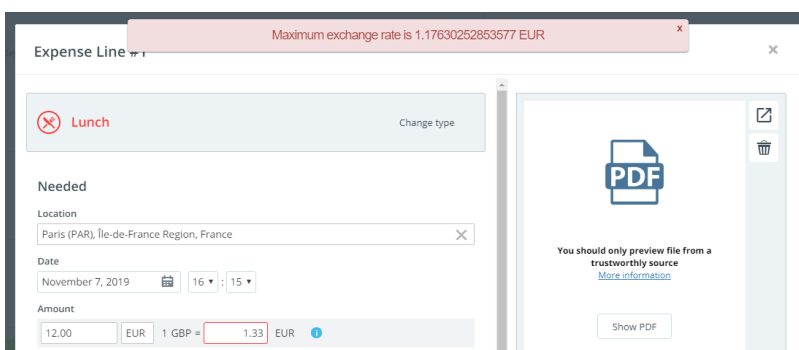 Maximum exchange rate is 1.17630252853577 EUR x
Expense Line #1 ×
Lunch Change type
Needed
Location
Paris (PAR), Île-de-France Region, France
Date
November 7, 2019 16 : 15
Amount
12.00 EUR 1 GBP = 1.33 EUR i
PDF
You should only preview file from a
trustworthly source
More information
Show PDF